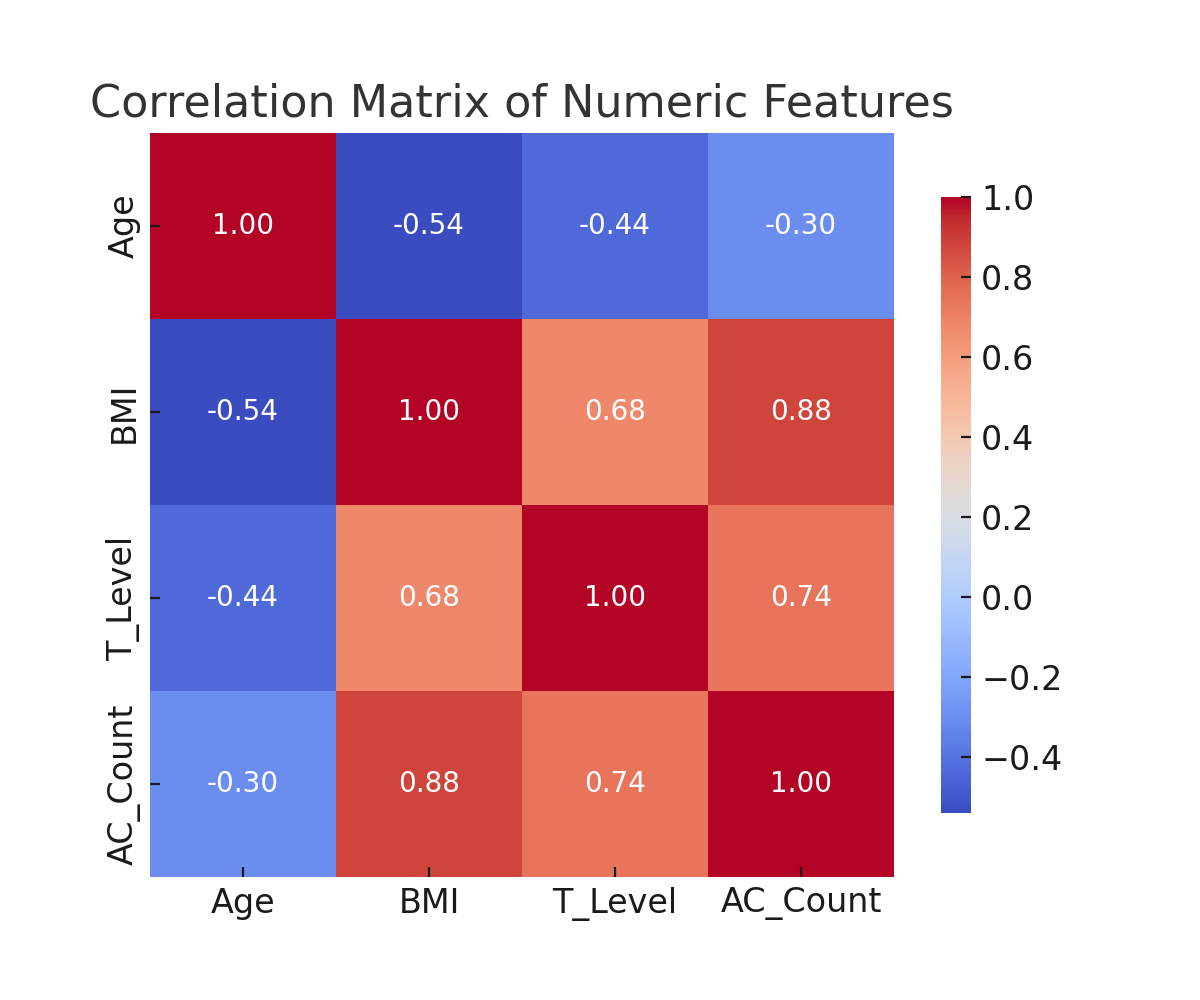 Correlation Matrix of Numeric Features
Age 1.00 -0.54 -0.44 -0.30
BMI -0.54 1.00 0.68 0.88
T_Level -0.44 0.68 1.00 0.74
AC_Count -0.30 0.88 0.74 1.00
Age BMI T_Level AC_Count
1.0
0.8
0.6
0.4
0.2
0.0
−0.2
−0.4